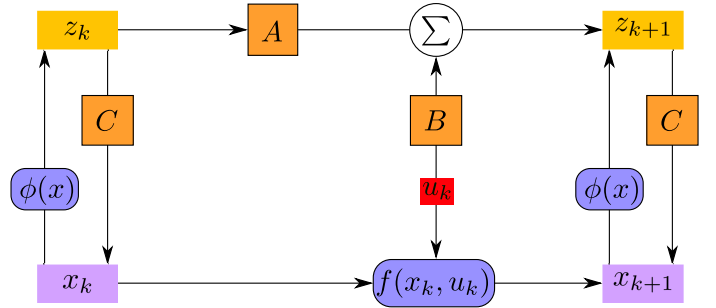 z_k A ∑ z_{k+1}
C B C
ϕ(x) u_k ϕ(x)
x_k f(x_k, u_k) x_{k+1}